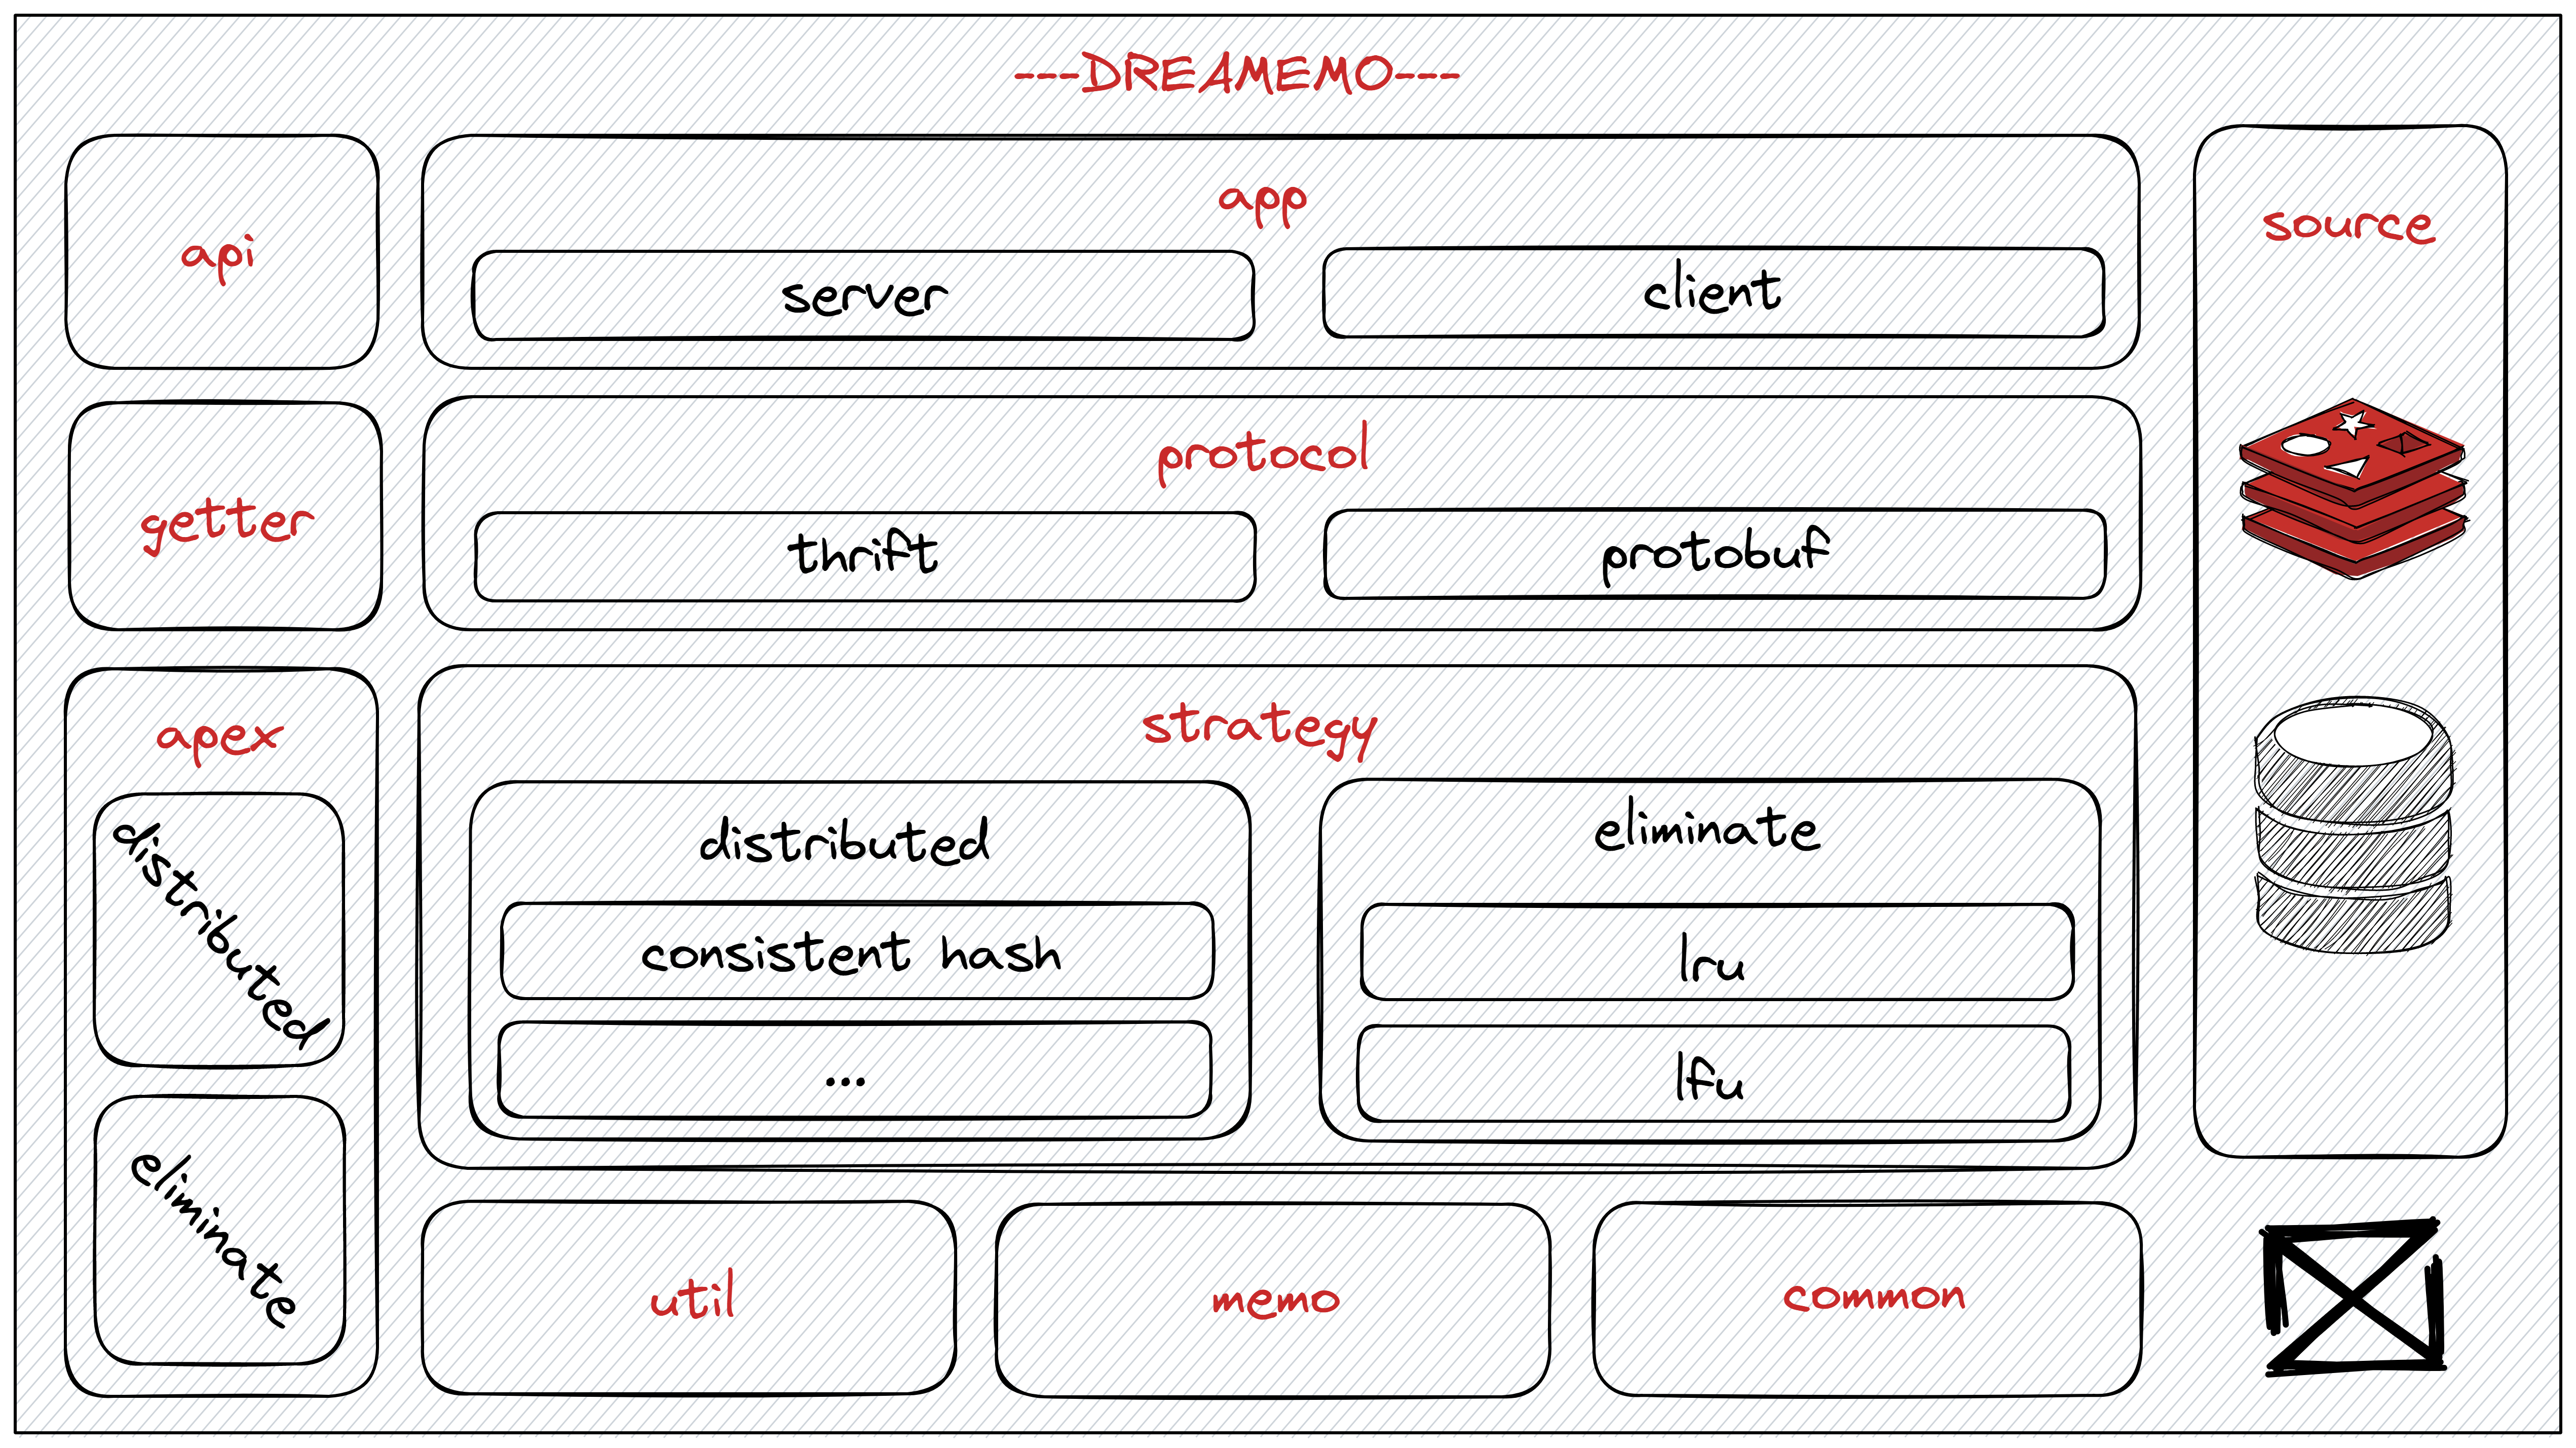 ----DREAMEMO----
api
app
server
client
source
getter
protocol
thrift
protobuf
apex
distributed
eliminate
strategy
distributed
consistent hash
...
eliminate
lru
lfu
util
memo
common